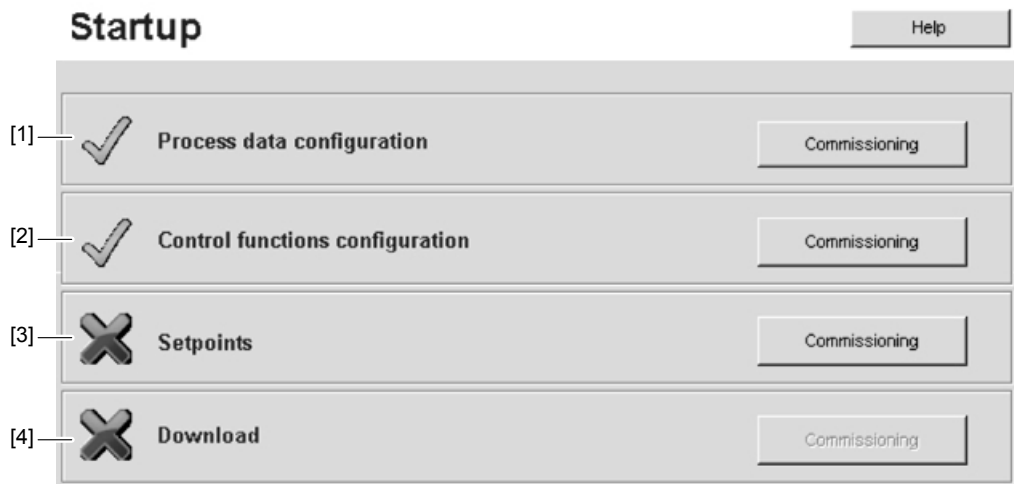 Startup
Help
[1] Process data configuration Commissioning
[2] Control functions configuration Commissioning
[3] Setpoints Commissioning
[4] Download Commissioning